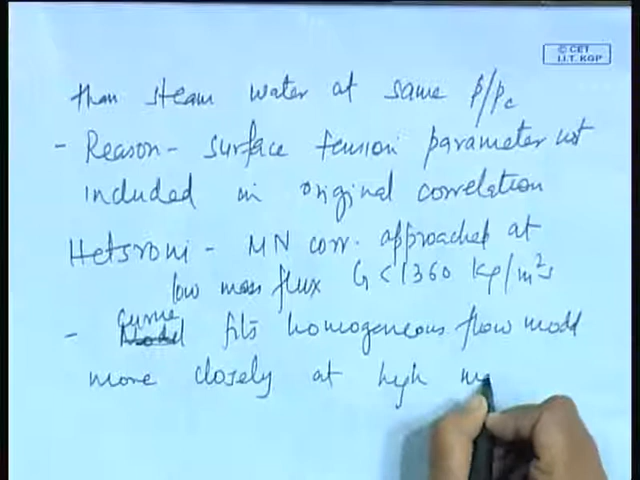 © CET
I.I.T. KGP
than steam water at same p/pc
- Reason - surface tension parameter not
included in original correlation
Hetsroni - MN corr. approached at
low mass flux G < 1360 kg/m²s
curve
- fits homogeneous flow model
more closely at high